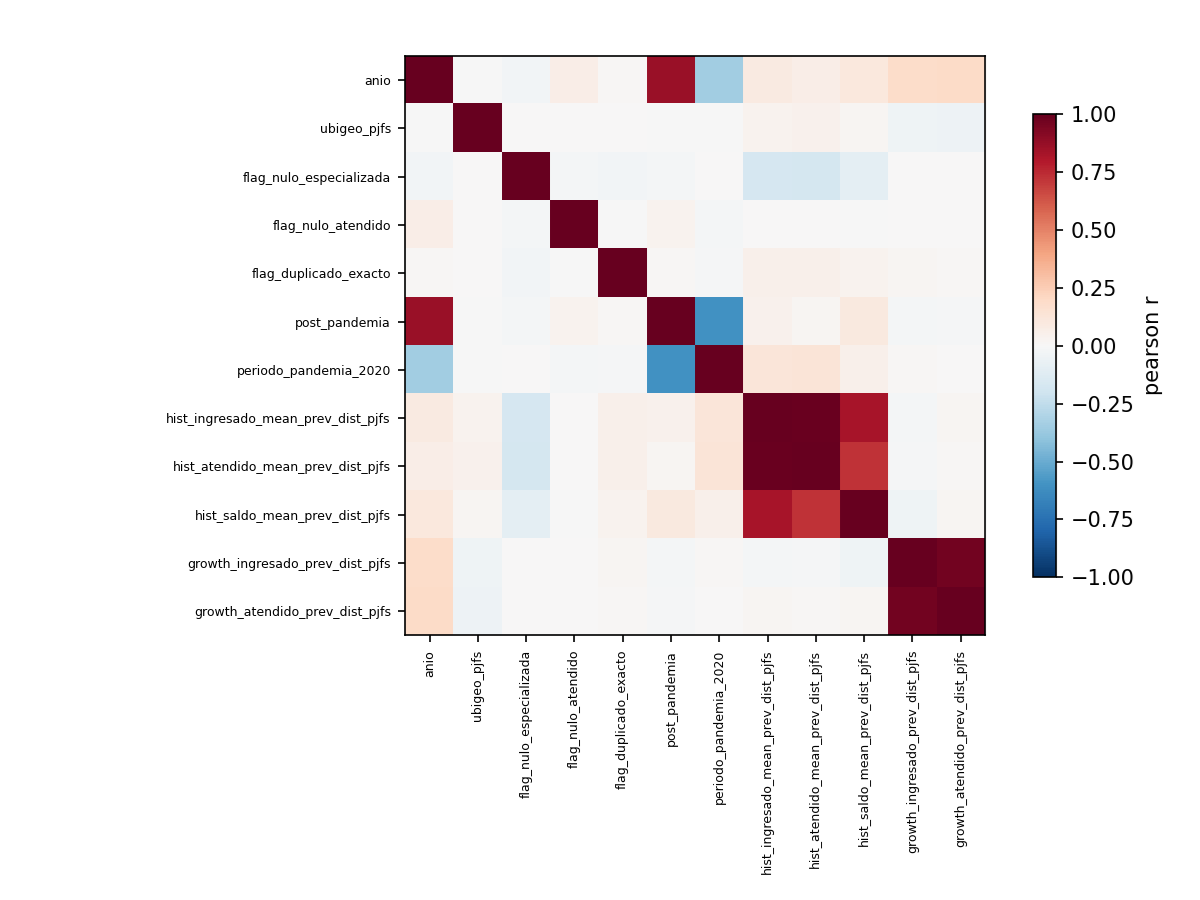 anio
ubigeo_pjfs
flag_nulo_especializada
flag_nulo_atendido
flag_duplicado_exacto
post_pandemia
periodo_pandemia_2020
hist_ingresado_mean_prev_dist_pjfs
hist_atendido_mean_prev_dist_pjfs
hist_saldo_mean_prev_dist_pjfs
growth_ingresado_prev_dist_pjfs
growth_atendido_prev_dist_pjfs
anio
ubigeo_pjfs
flag_nulo_especializada
flag_nulo_atendido
flag_duplicado_exacto
post_pandemia
periodo_pandemia_2020
hist_ingresado_mean_prev_dist_pjfs
hist_atendido_mean_prev_dist_pjfs
hist_saldo_mean_prev_dist_pjfs
growth_ingresado_prev_dist_pjfs
growth_atendido_prev_dist_pjfs
1.00
0.75
0.50
0.25
0.00
−0.25
−0.50
−0.75
−1.00
pearson r